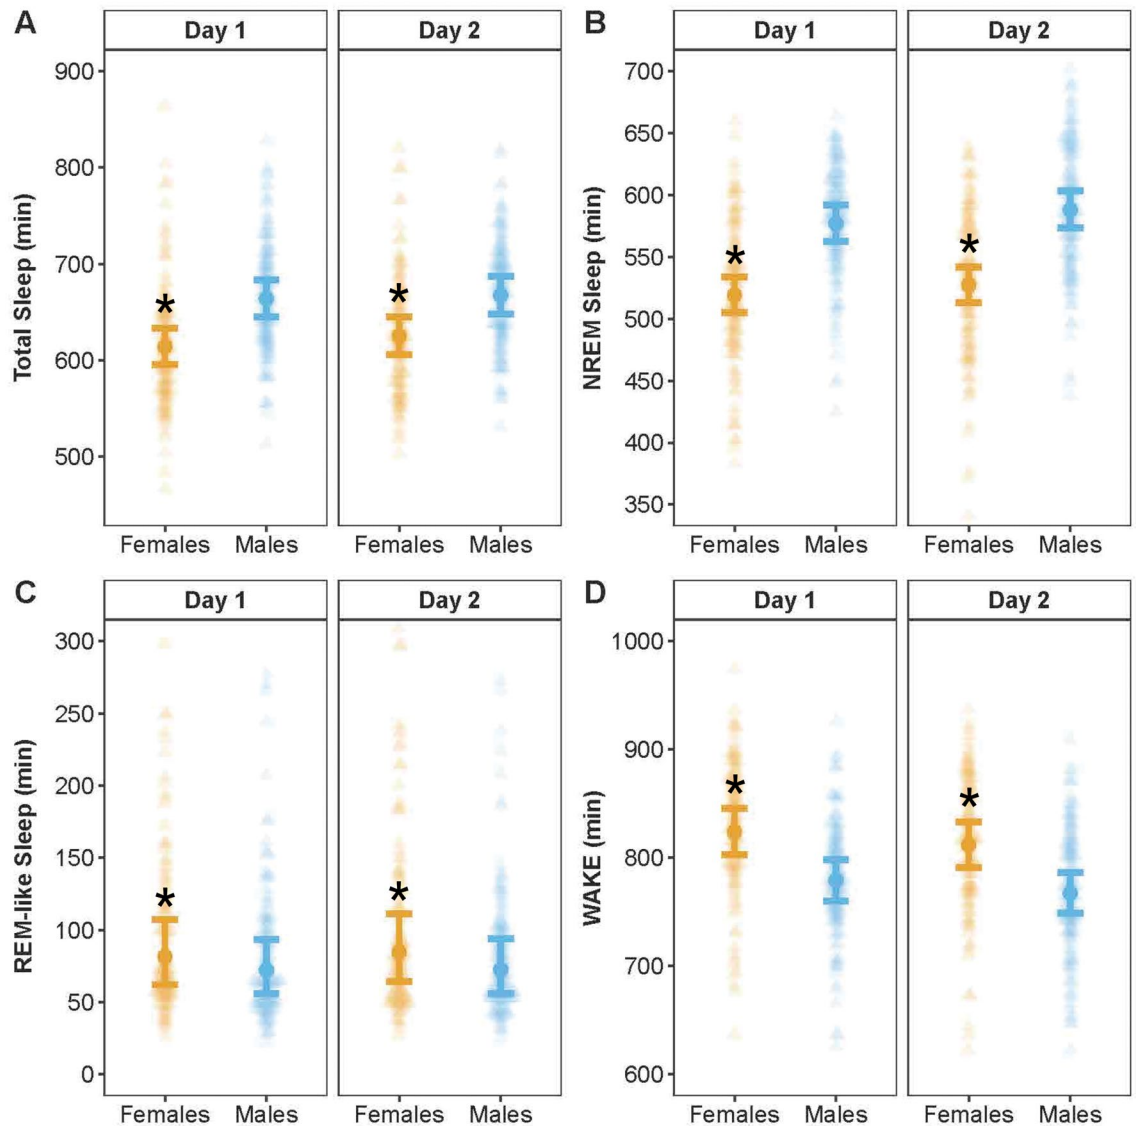 A
Day 1
Day 2
Total Sleep (min)
900
800
700
600
500
*
*
Females
Males
Females
Males
B
Day 1
Day 2
NREM Sleep (min)
700
650
600
550
500
450
400
350
*
*
Females
Males
Females
Males
C
Day 1
Day 2
REM-like Sleep (min)
300
250
200
150
100
50
0
*
*
Females
Males
Females
Males
D
Day 1
Day 2
WAKE (min)
1000
900
800
700
600
*
*
Females
Males
Females
Males